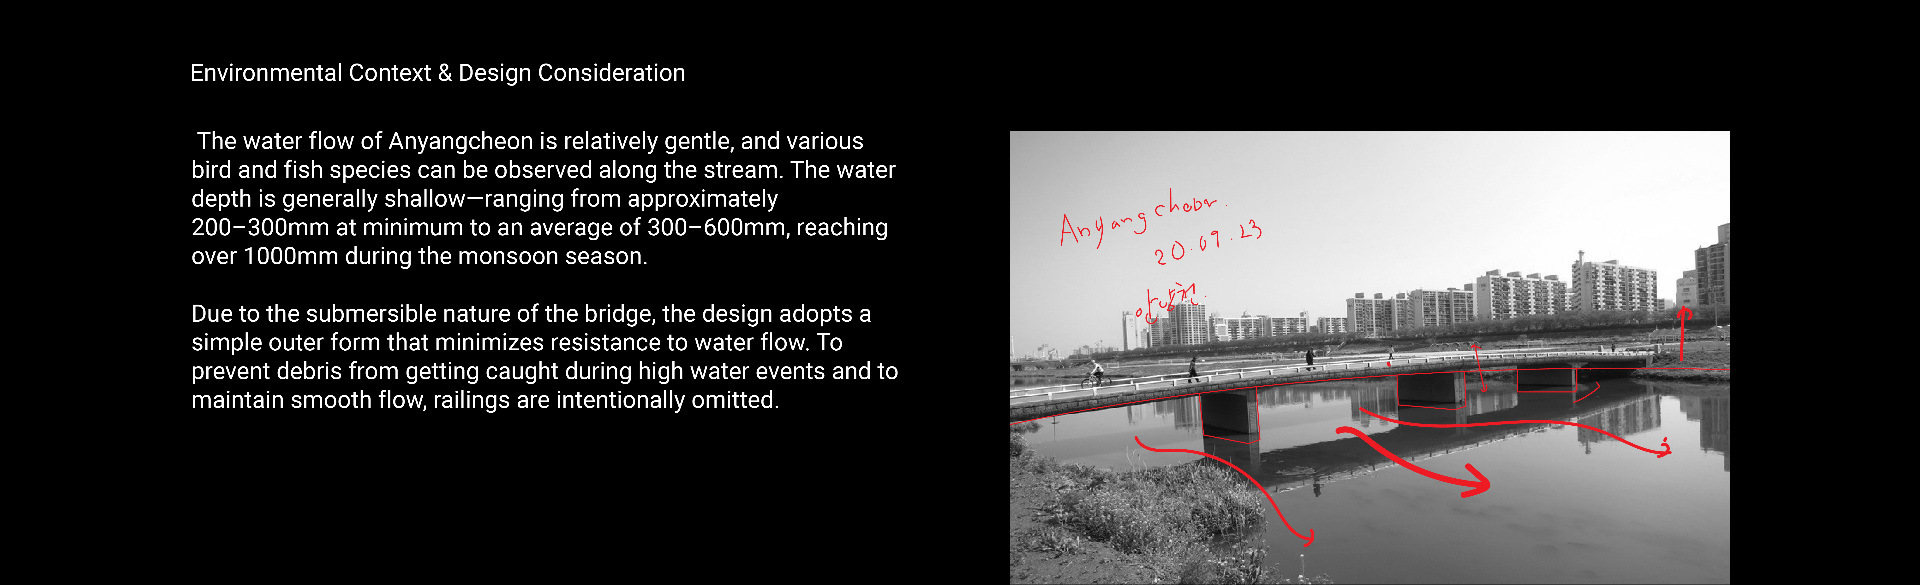 Environmental Context & Design Consideration
The water flow of Anyangcheon is relatively gentle, and various
bird and fish species can be observed along the stream. The water
depth is generally shallow—ranging from approximately
200–300mm at minimum to an average of 300–600mm, reaching
over 1000mm during the monsoon season.
Due to the submersible nature of the bridge, the design adopts a
simple outer form that minimizes resistance to water flow. To
prevent debris from getting caught during high water events and to
maintain smooth flow, railings are intentionally omitted.
20.09.23
안양천.